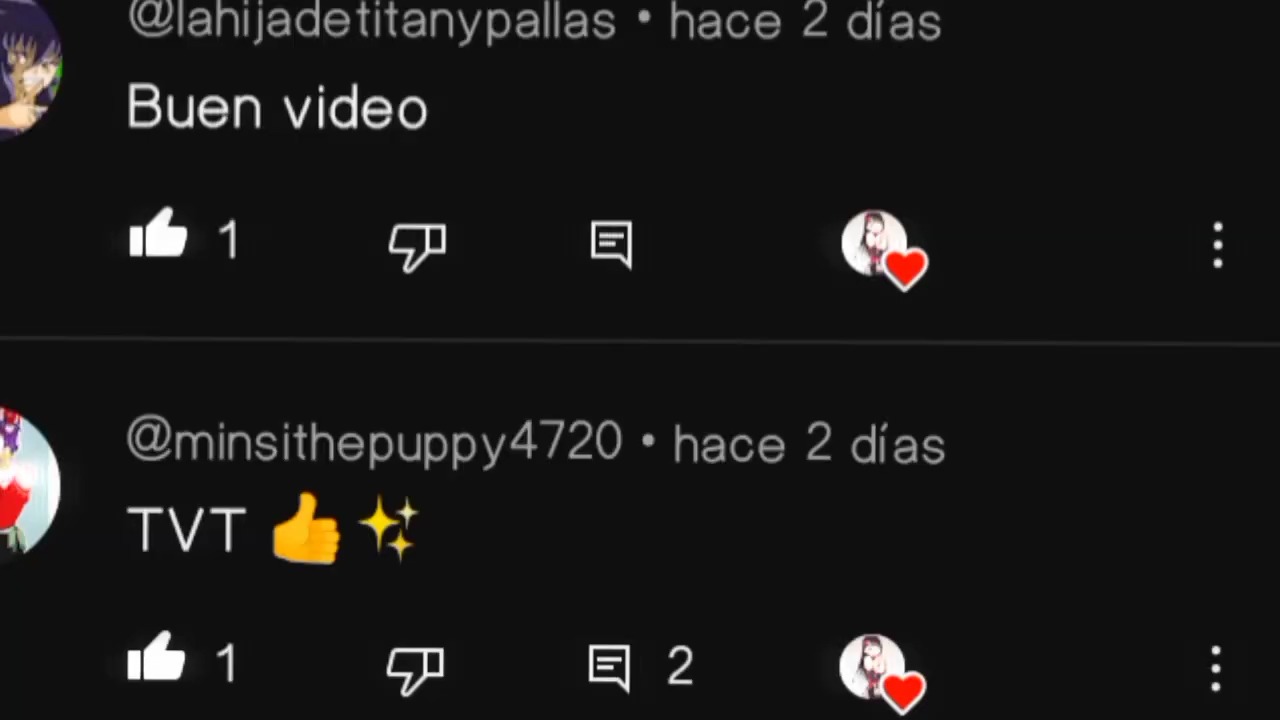 @lahijadetitanypallas • hace 2 días
Buen video
1
@minsithepuppy4720 • hace 2 días
TVT 👍✨
1 2